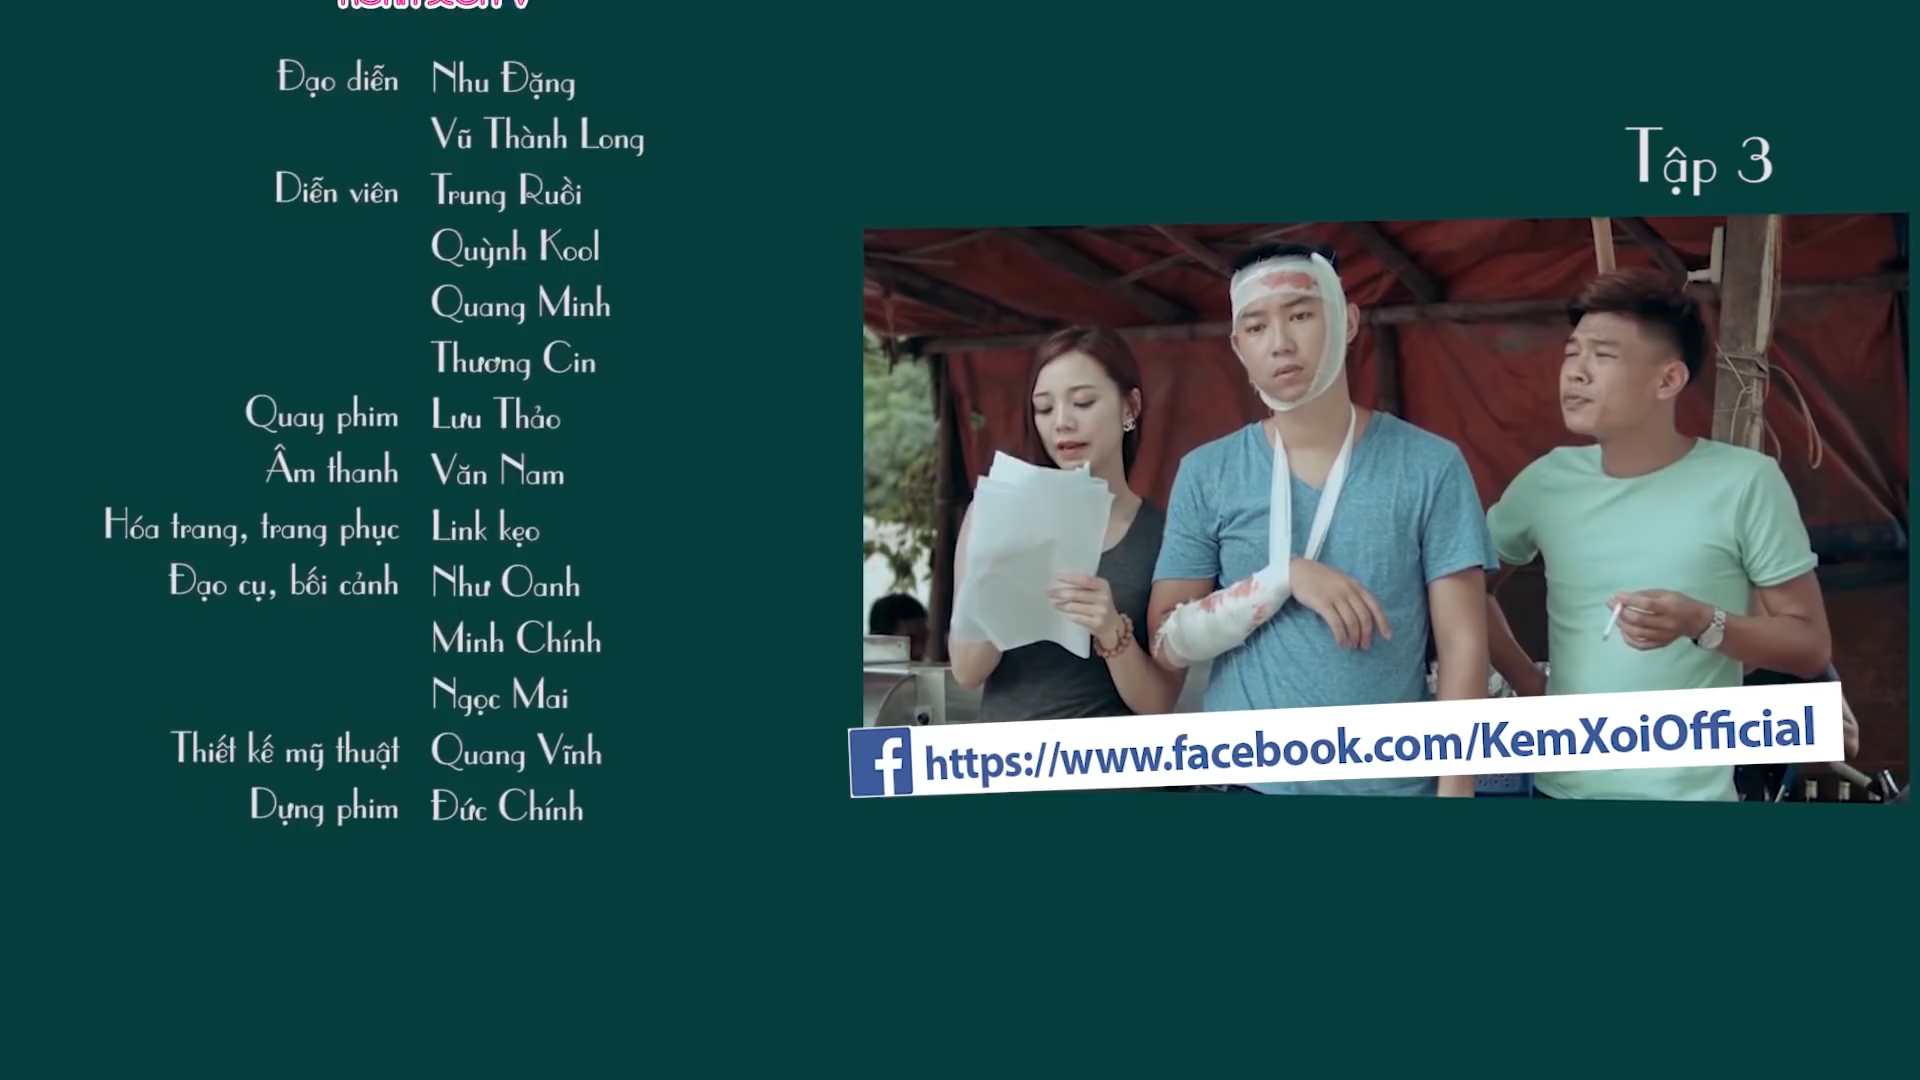 Đạo diễn Nhu Đặng
Vũ Thành Long
Diễn viên Trung Ruồi
Quỳnh Kool
Quang Minh
Thương Cin
Quay phim Lưu Thảo
Âm thanh Văn Nam
Hóa trang, trang phục Link kẹo
Đạo cụ, bối cảnh Như Oanh
Minh Chính
Ngọc Mai
Thiết kế mỹ thuật Quang Vĩnh
Dựng phim Đức Chính
Tập 3
f https://www.facebook.com/KemXoiOfficial